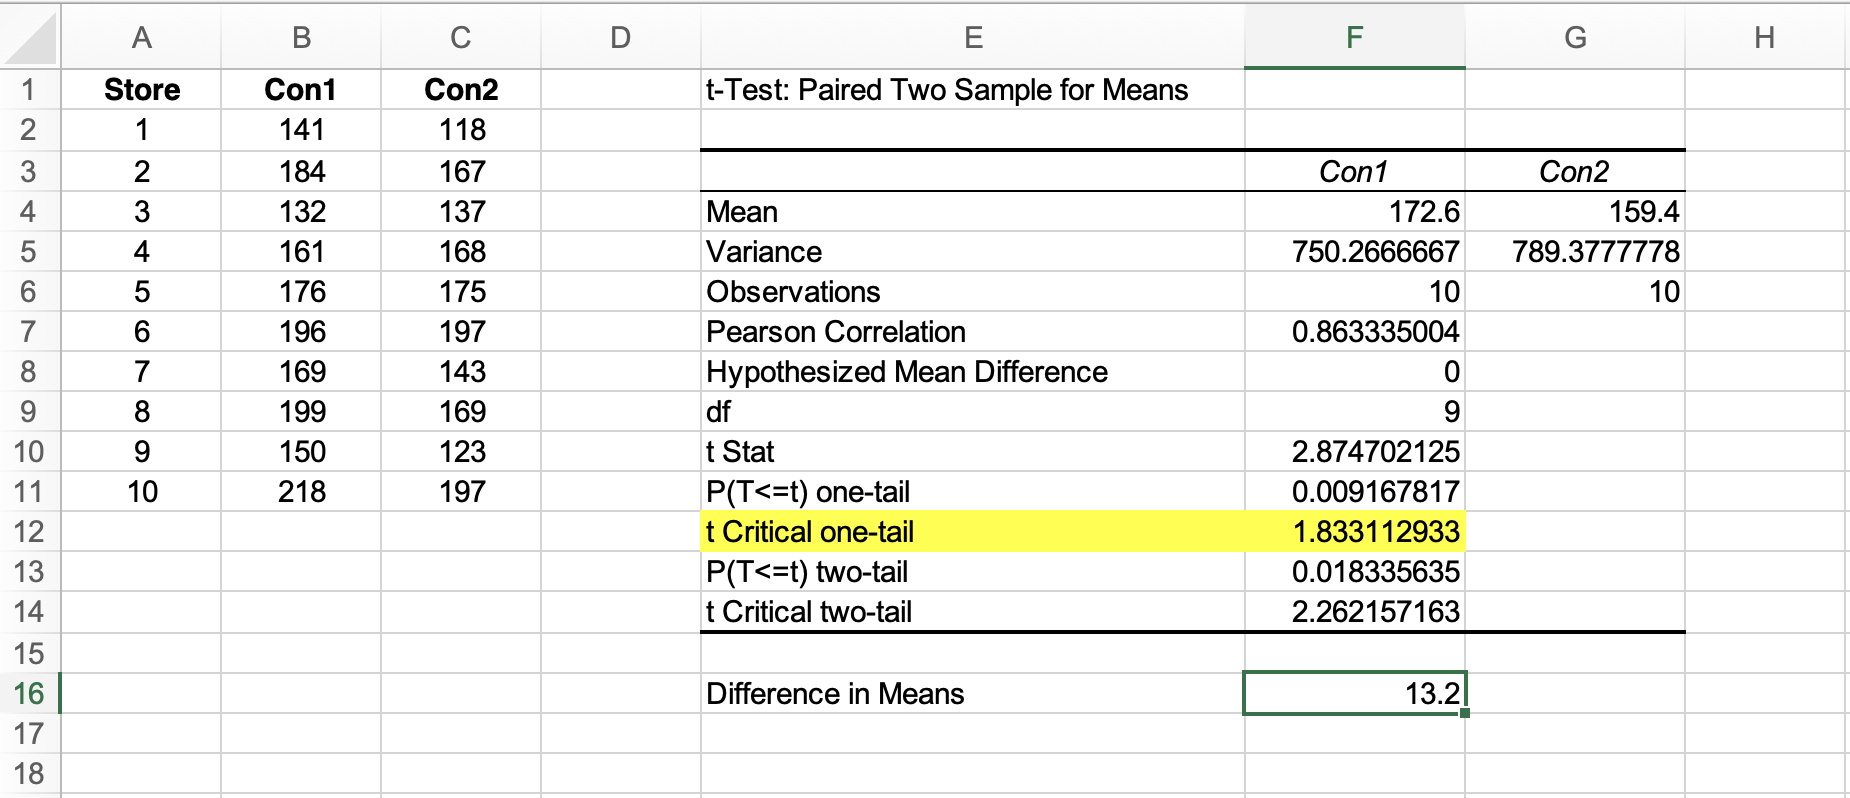 A B C D E F G H
1 Store Con1 Con2 t-Test: Paired Two Sample for Means
2 1 141 118
3 2 184 167 Con1 Con2
4 3 132 137 Mean 172.6 159.4
5 4 161 168 Variance 750.2666667 789.3777778
6 5 176 175 Observations 10 10
7 6 196 197 Pearson Correlation 0.863335004
8 7 169 143 Hypothesized Mean Difference 0
9 8 199 169 df 9
10 9 150 123 t Stat 2.874702125
11 10 218 197 P(T<=t) one-tail 0.009167817
12 t Critical one-tail 1.833112933
13 P(T<=t) two-tail 0.018335635
14 t Critical two-tail 2.262157163
15
16 Difference in Means 13.2
17
18